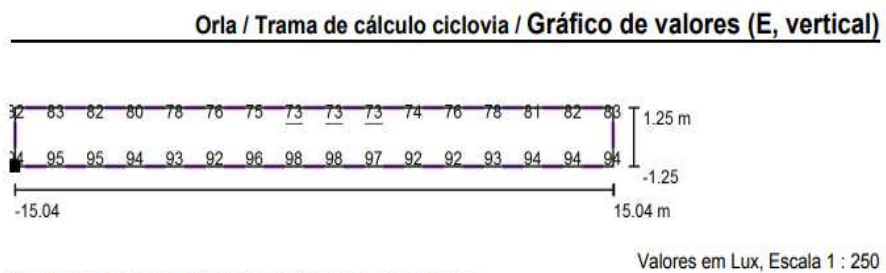 Orla / Trama de cálculo ciclovia / Gráfico de valores (E, vertical)
83 82 80 78 76 75 73 73 73 74 76 78 81 82 83
1.25 m
95 95 94 93 92 96 98 98 97 92 92 93 94 94 94
-1.25
-15.04 15.04 m
Valores em Lux, Escala 1 : 250